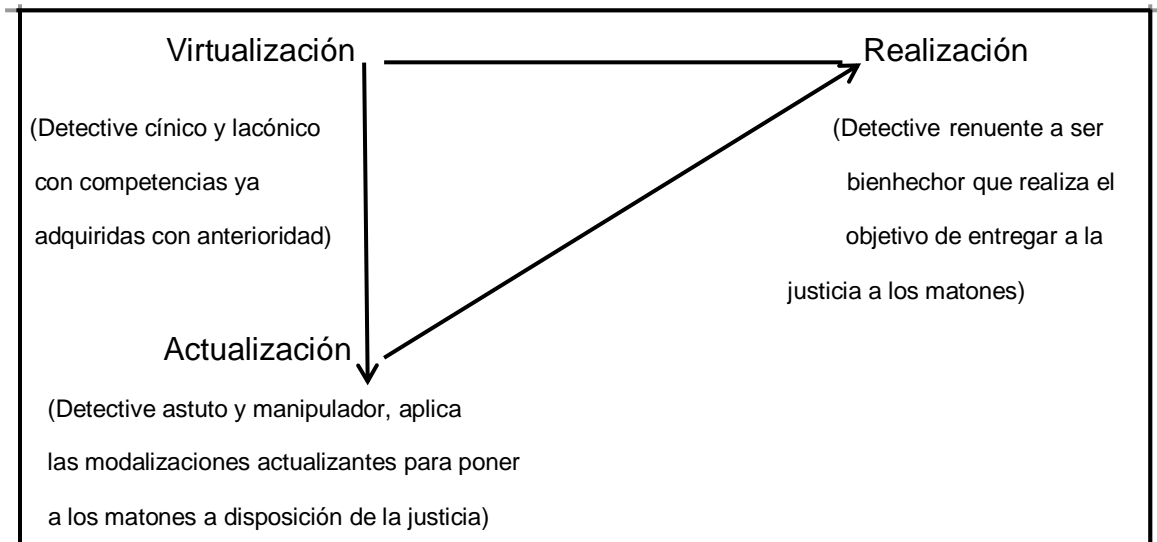 Virtualización
Realización
(Detective cínico y lacónico
con competencias ya
adquiridas con anterioridad)
(Detective renuente a ser
bienhechor que realiza el
objetivo de entregar a la
justicia a los matones)
Actualización
(Detective astuto y manipulador, aplica
las modalizaciones actualizantes para poner
a los matones a disposición de la justicia)